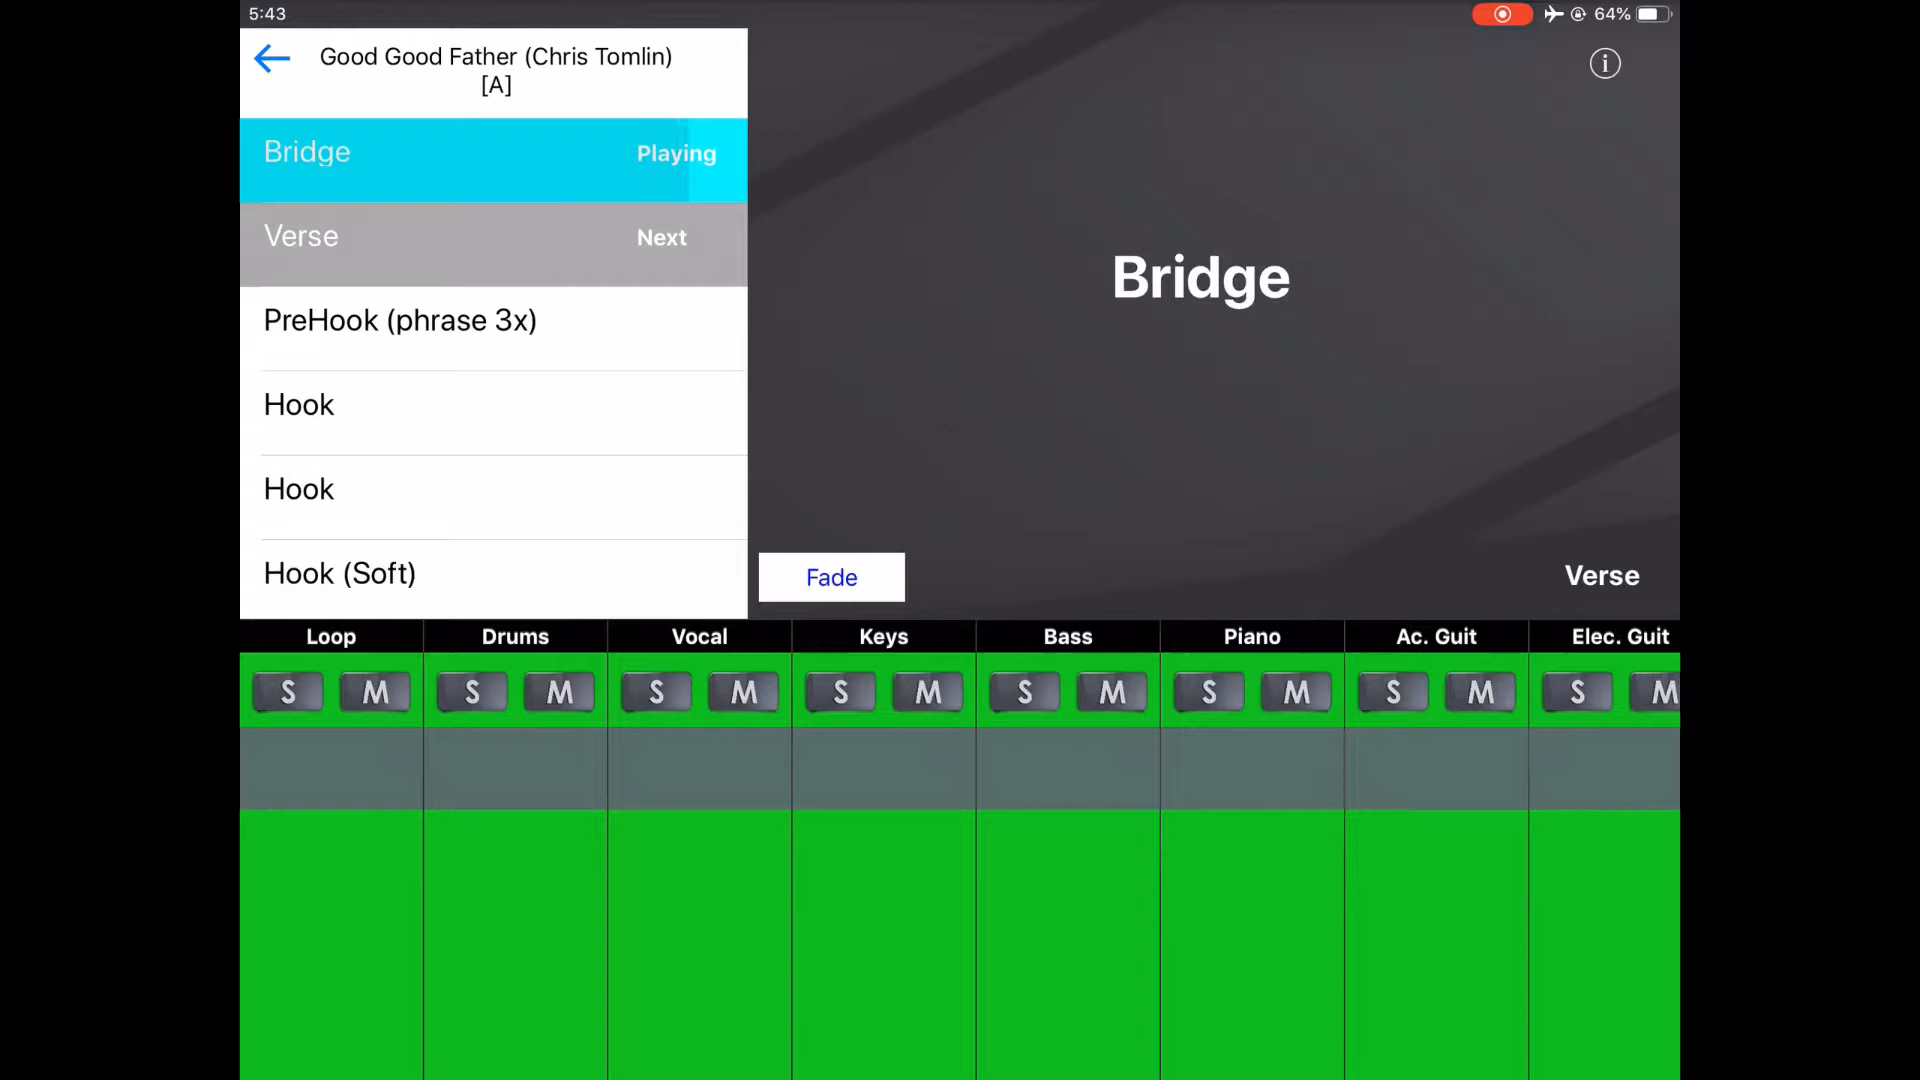 5:43
64%
Good Good Father (Chris Tomlin)
[A]
Bridge Playing
Verse Next
PreHook (phrase 3x)
Hook
Hook
Hook (Soft)
i
Bridge
Fade
Verse
Loop Drums Vocal Keys Bass Piano Ac. Guit Elec. Guit
S M S M S M S M S M S M S M S M